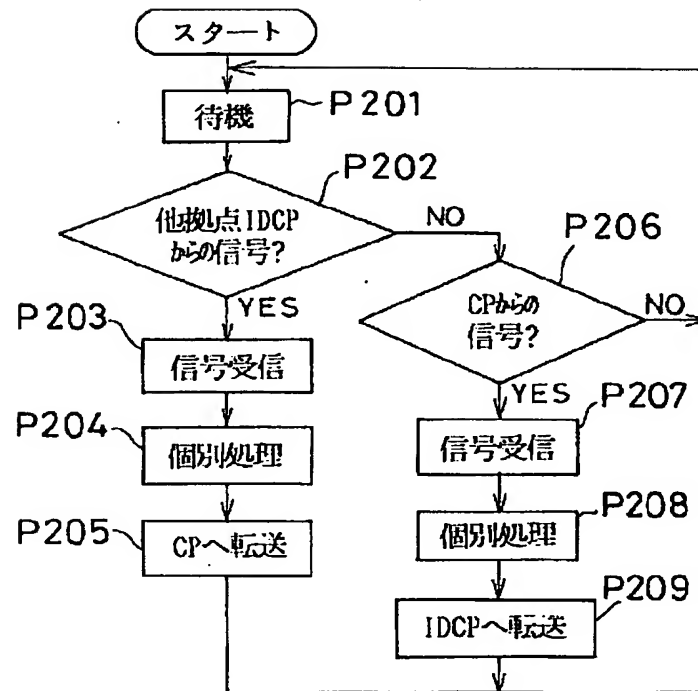 スタート
待機
P201
P202
他拠点IDCP
からの信号?
NO
YES
P203
信号受信
P204
個別処理
P205
CPへ転送
P206
CPからの
信号?
NO
YES
P207
信号受信
P208
個別処理
P209
IDCPへ転送